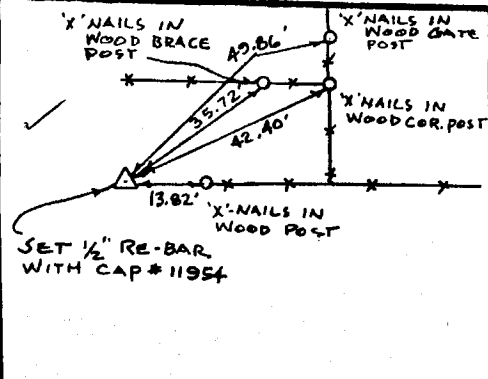 'X' NAILS IN
WOOD BRACE
POST
'X' NAILS IN
WOOD GATE
POST
49.86'
35.72'
42.40'
'X' NAILS IN
WOOD COR. POST
13.82'
'X'-NAILS IN
WOOD POST
SET 1/2" RE-BAR
WITH CAP # 11954